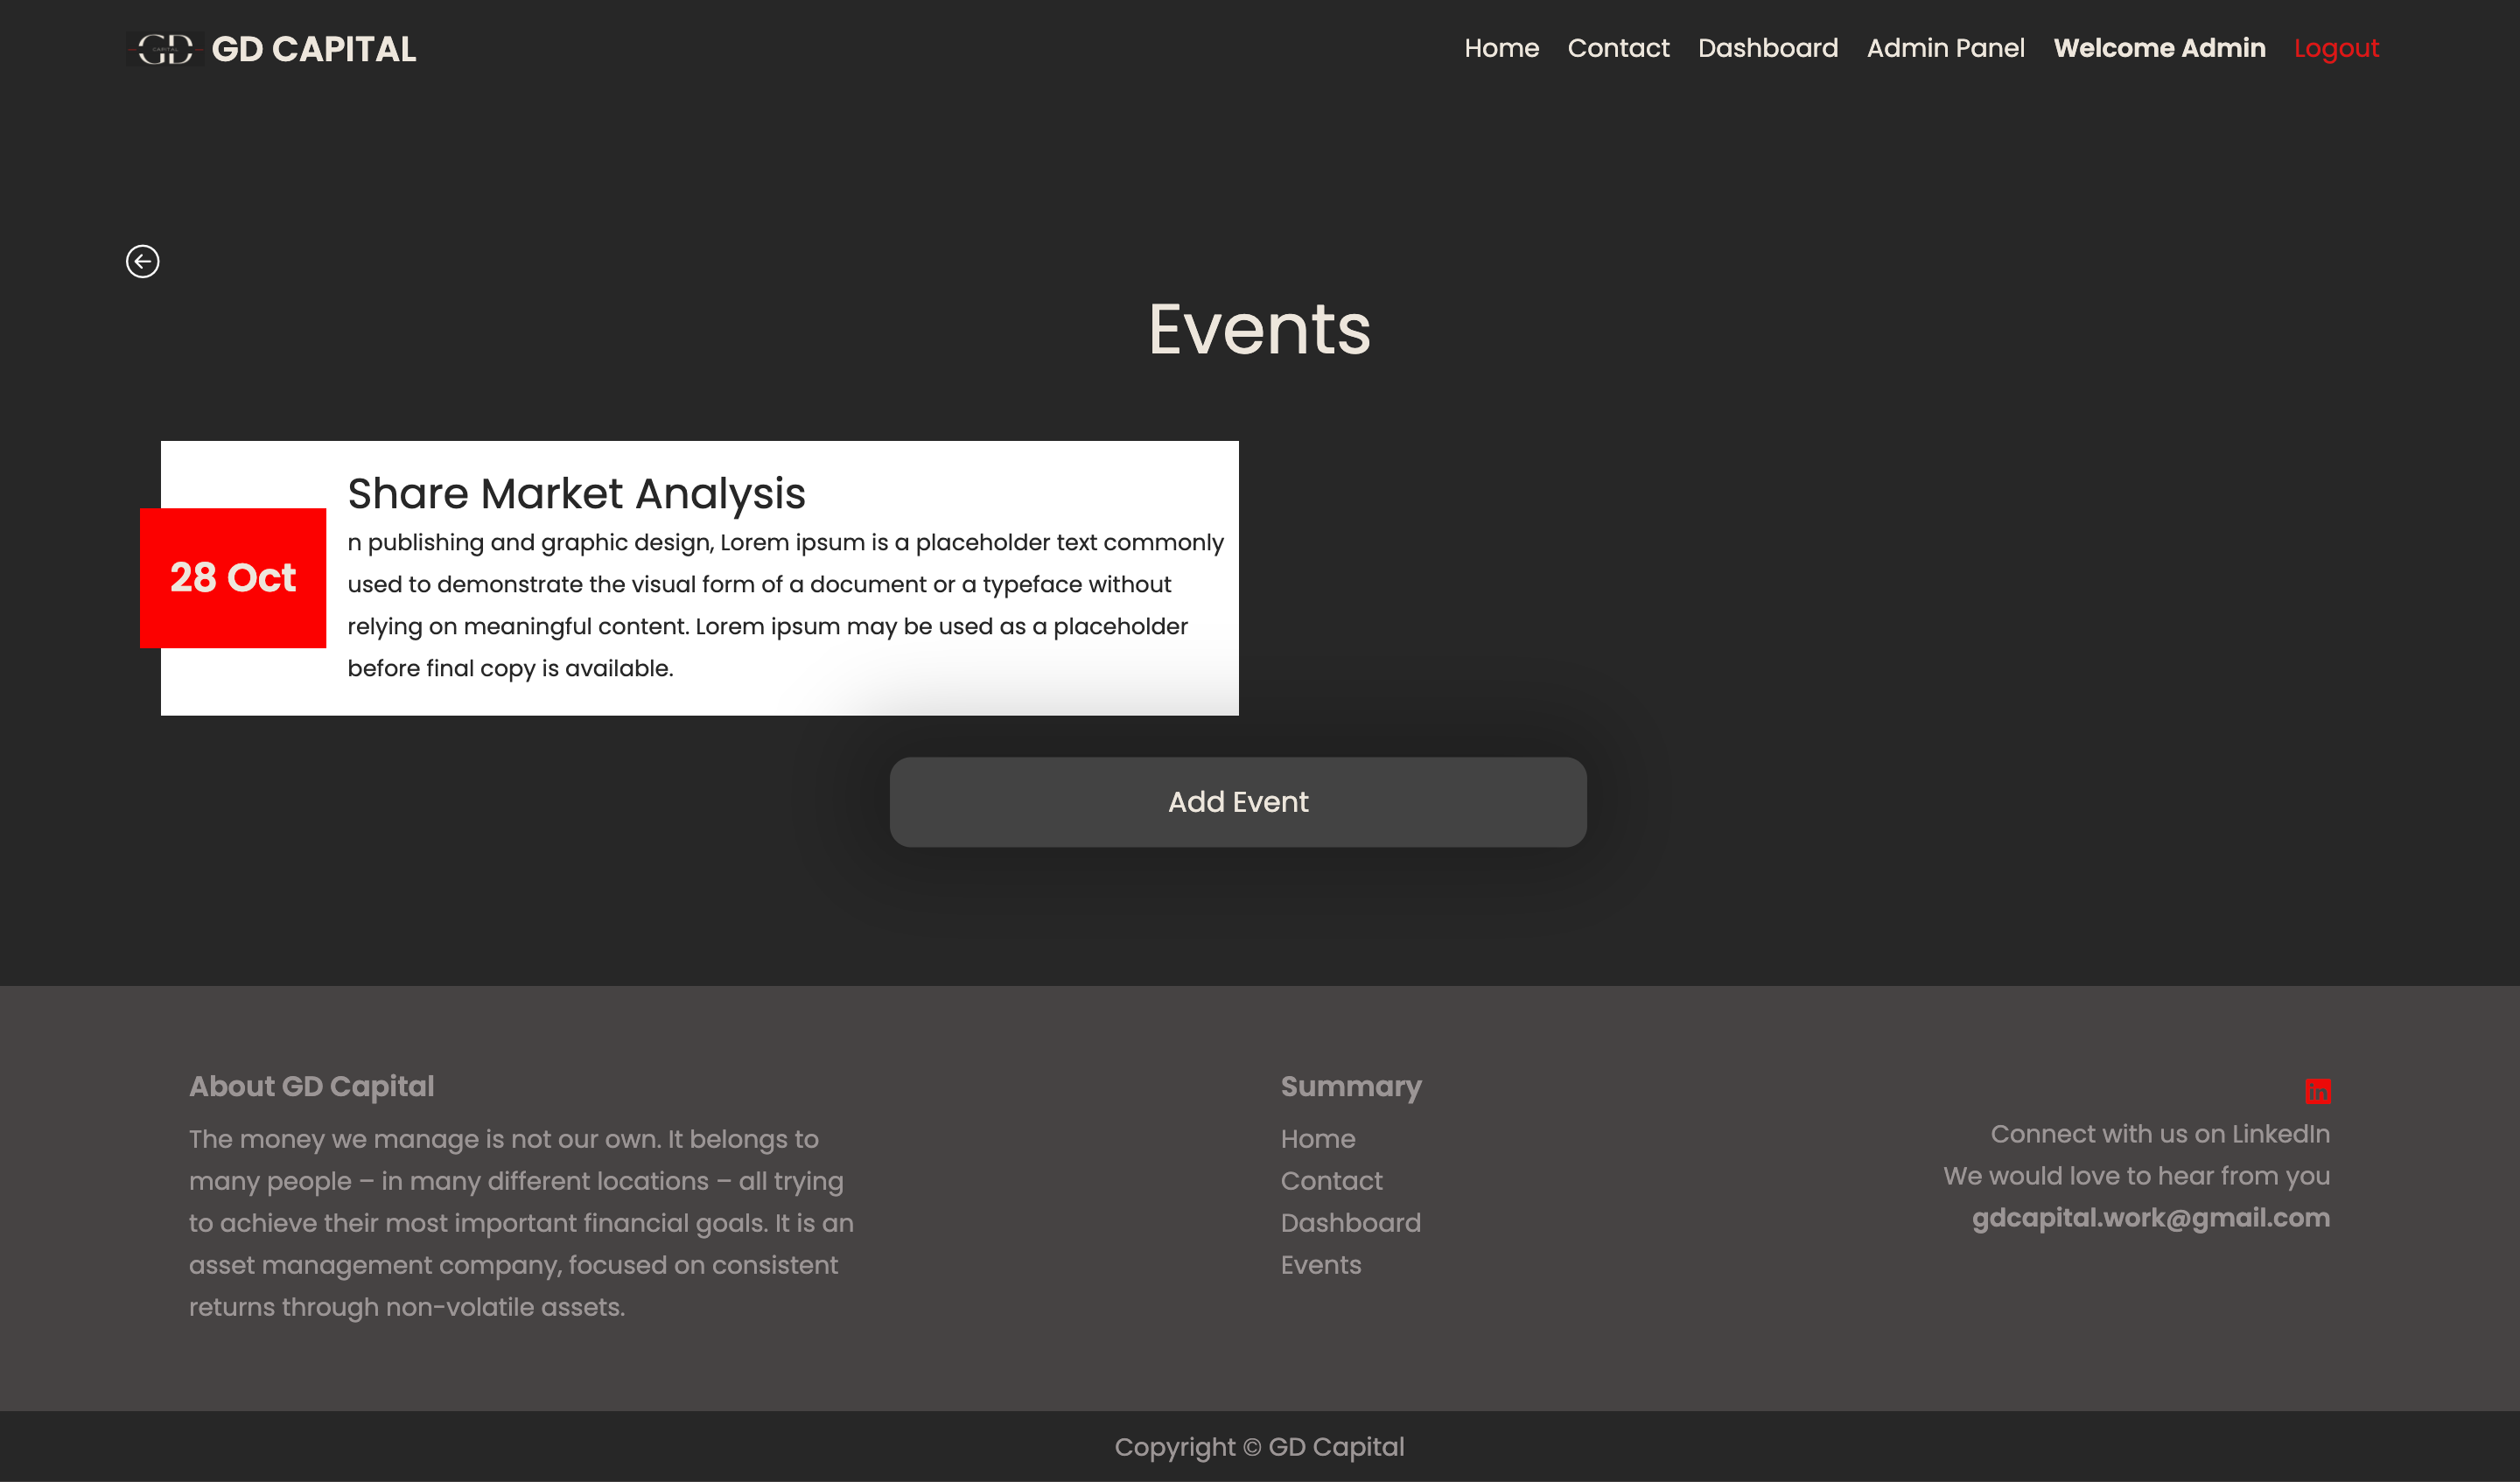 GD CAPITAL GD CAPITAL
Home Contact Dashboard Admin Panel Welcome Admin Logout
Events
Share Market Analysis
28 Oct
n publishing and graphic design, Lorem ipsum is a placeholder text commonly
used to demonstrate the visual form of a document or a typeface without
relying on meaningful content. Lorem ipsum may be used as a placeholder
before final copy is available.
Add Event
About GD Capital
The money we manage is not our own. It belongs to
many people – in many different locations – all trying
to achieve their most important financial goals. It is an
asset management company, focused on consistent
returns through non-volatile assets.
Summary
Home
Contact
Dashboard
Events
in
Connect with us on LinkedIn
We would love to hear from you
gdcapital.work@gmail.com
Copyright © GD Capital